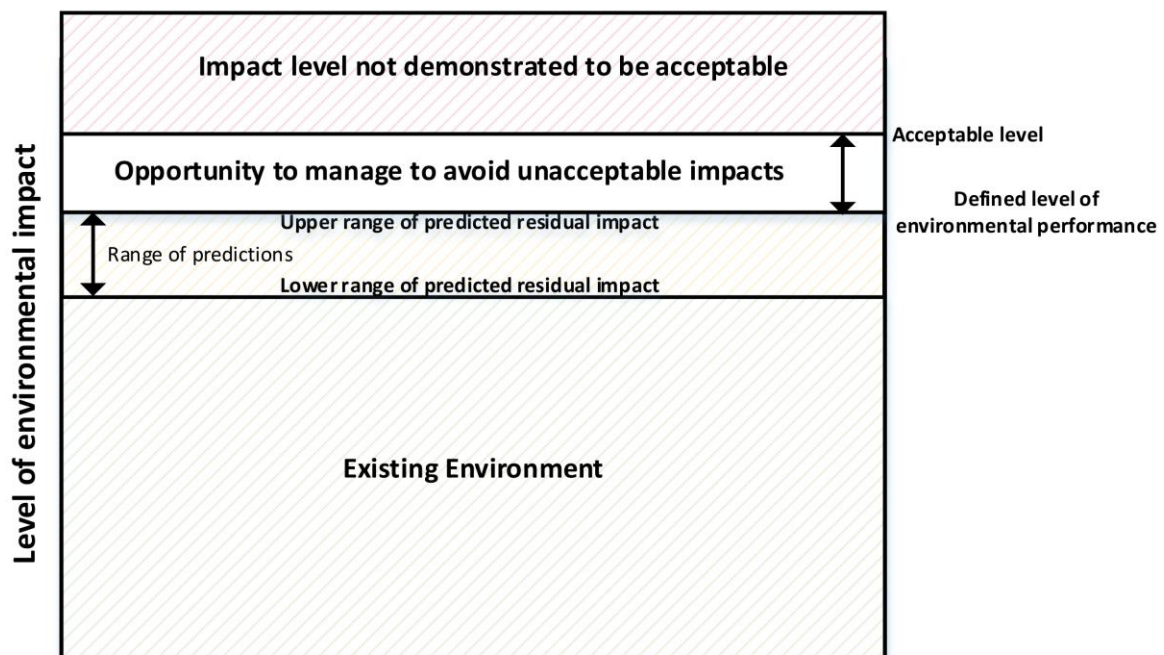 Impact level not demonstrated to be acceptable
Acceptable level
Opportunity to manage to avoid unacceptable impacts
Defined level of
environmental performance
Upper range of predicted residual impact
Range of predictions
Lower range of predicted residual impact
Existing Environment
Level of environmental impact